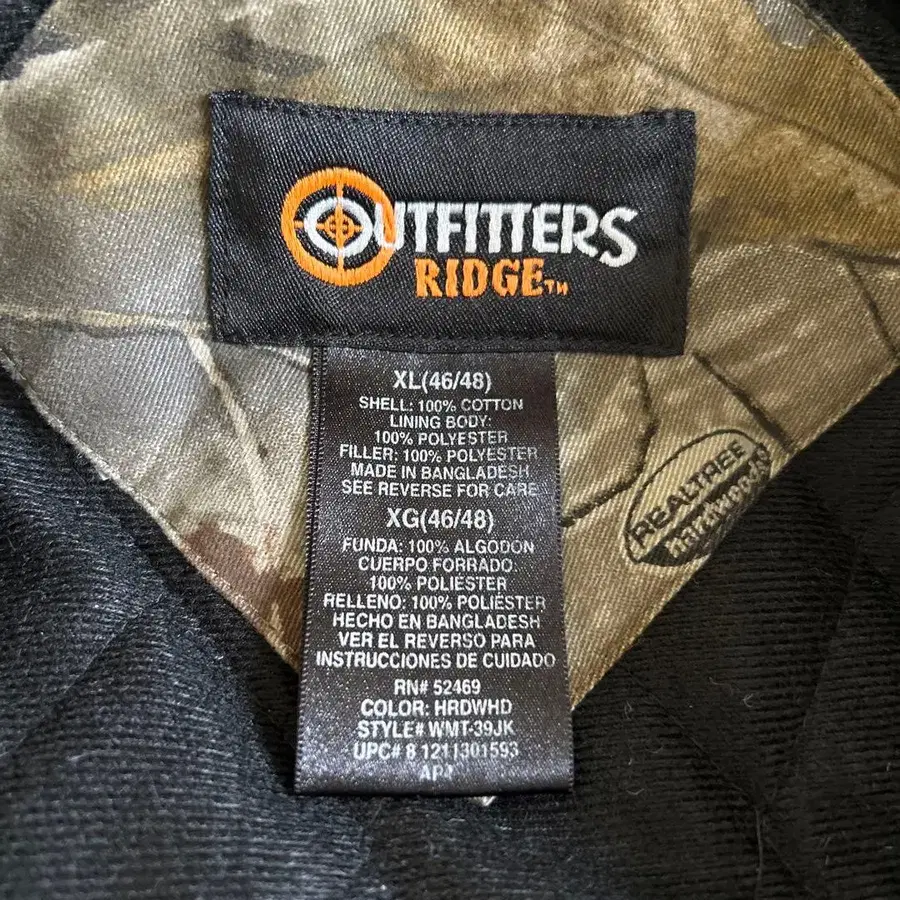 OUTFITTERS
RIDGE™
XL(46/48)
SHELL: 100% COTTON
LINING BODY:
100% POLYESTER
FILLER: 100% POLYESTER
MADE IN BANGLADESH
SEE REVERSE FOR CARE
XG(46/48)
FUNDA: 100% ALGODON
CUERPO FORRADO:
100% POLIESTER
RELLENO: 100% POLIESTER
HECHO EN BANGLADESH
VER EL REVERSO PARA
INSTRUCCIONES DE CUIDADO
RN# 52469
COLOR: HRDWHD
STYLE# WMT-39JK
UPC# 8 1211301593
REALTREE
hardwoods